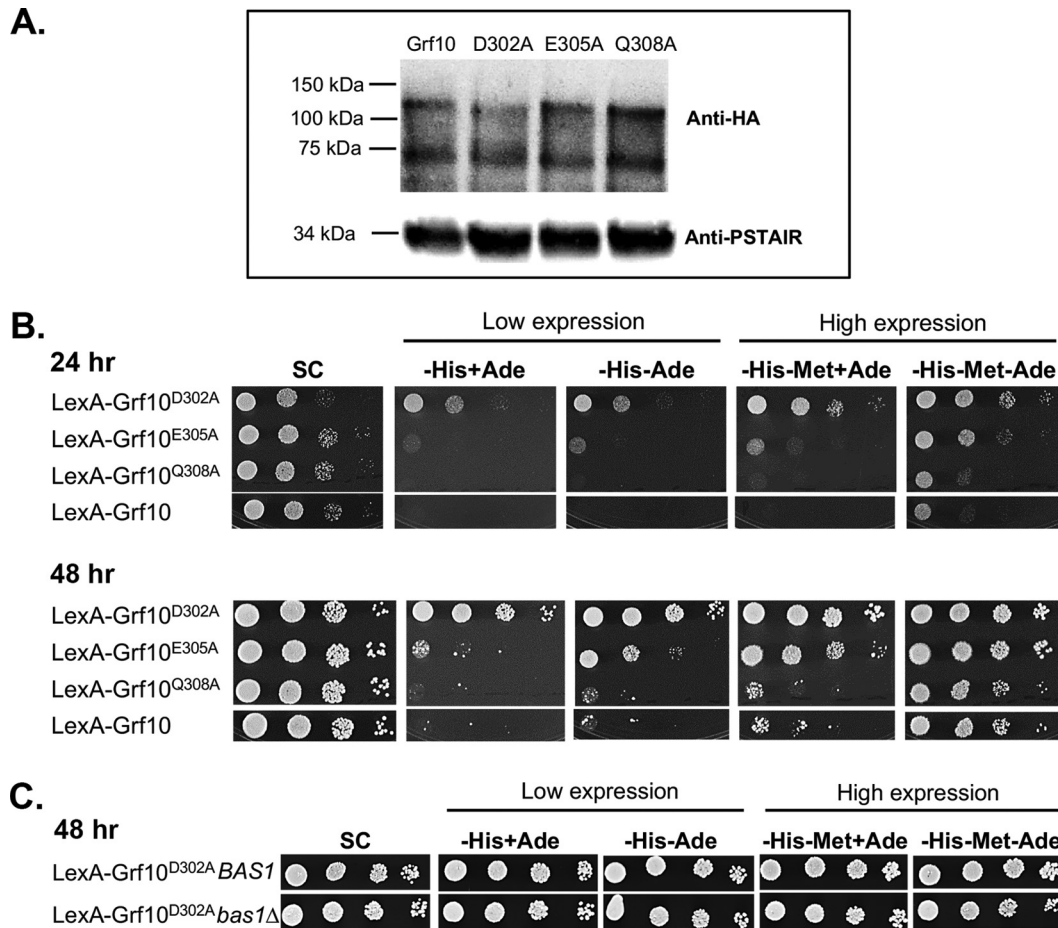 A.
Grf10 D302A E305A Q308A
150 kDa
100 kDa
75 kDa
Anti-HA
34 kDa
Anti-PSTAIR
B.
Low expression High expression
24 hr
SC -His+Ade -His-Ade -His-Met+Ade -His-Met-Ade
LexA-Grf10D302A
LexA-Grf10E305A
LexA-Grf10Q308A
LexA-Grf10
48 hr
LexA-Grf10D302A
LexA-Grf10E305A
LexA-Grf10Q308A
LexA-Grf10
C.
Low expression High expression
48 hr
SC -His+Ade -His-Ade -His-Met+Ade -His-Met-Ade
LexA-Grf10D302A BAS1
LexA-Grf10D302A bas1Δ